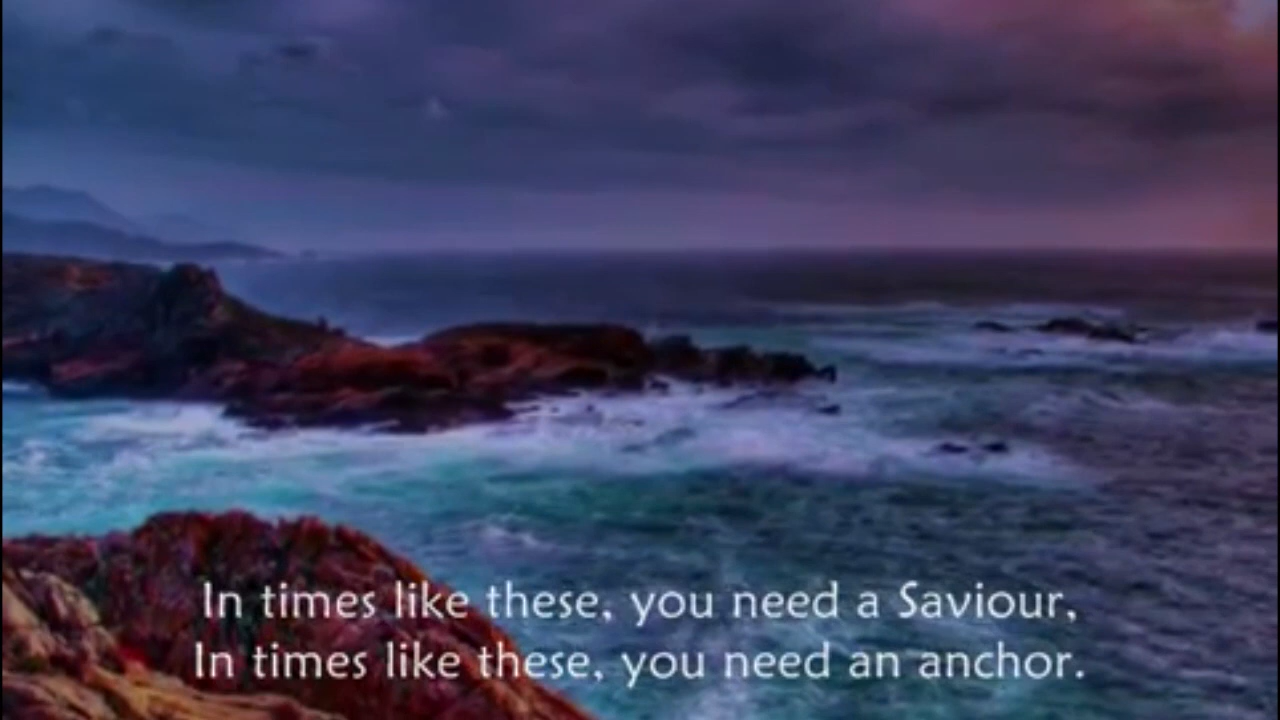 In times like these, you need a Saviour,
In times like these, you need an anchor.